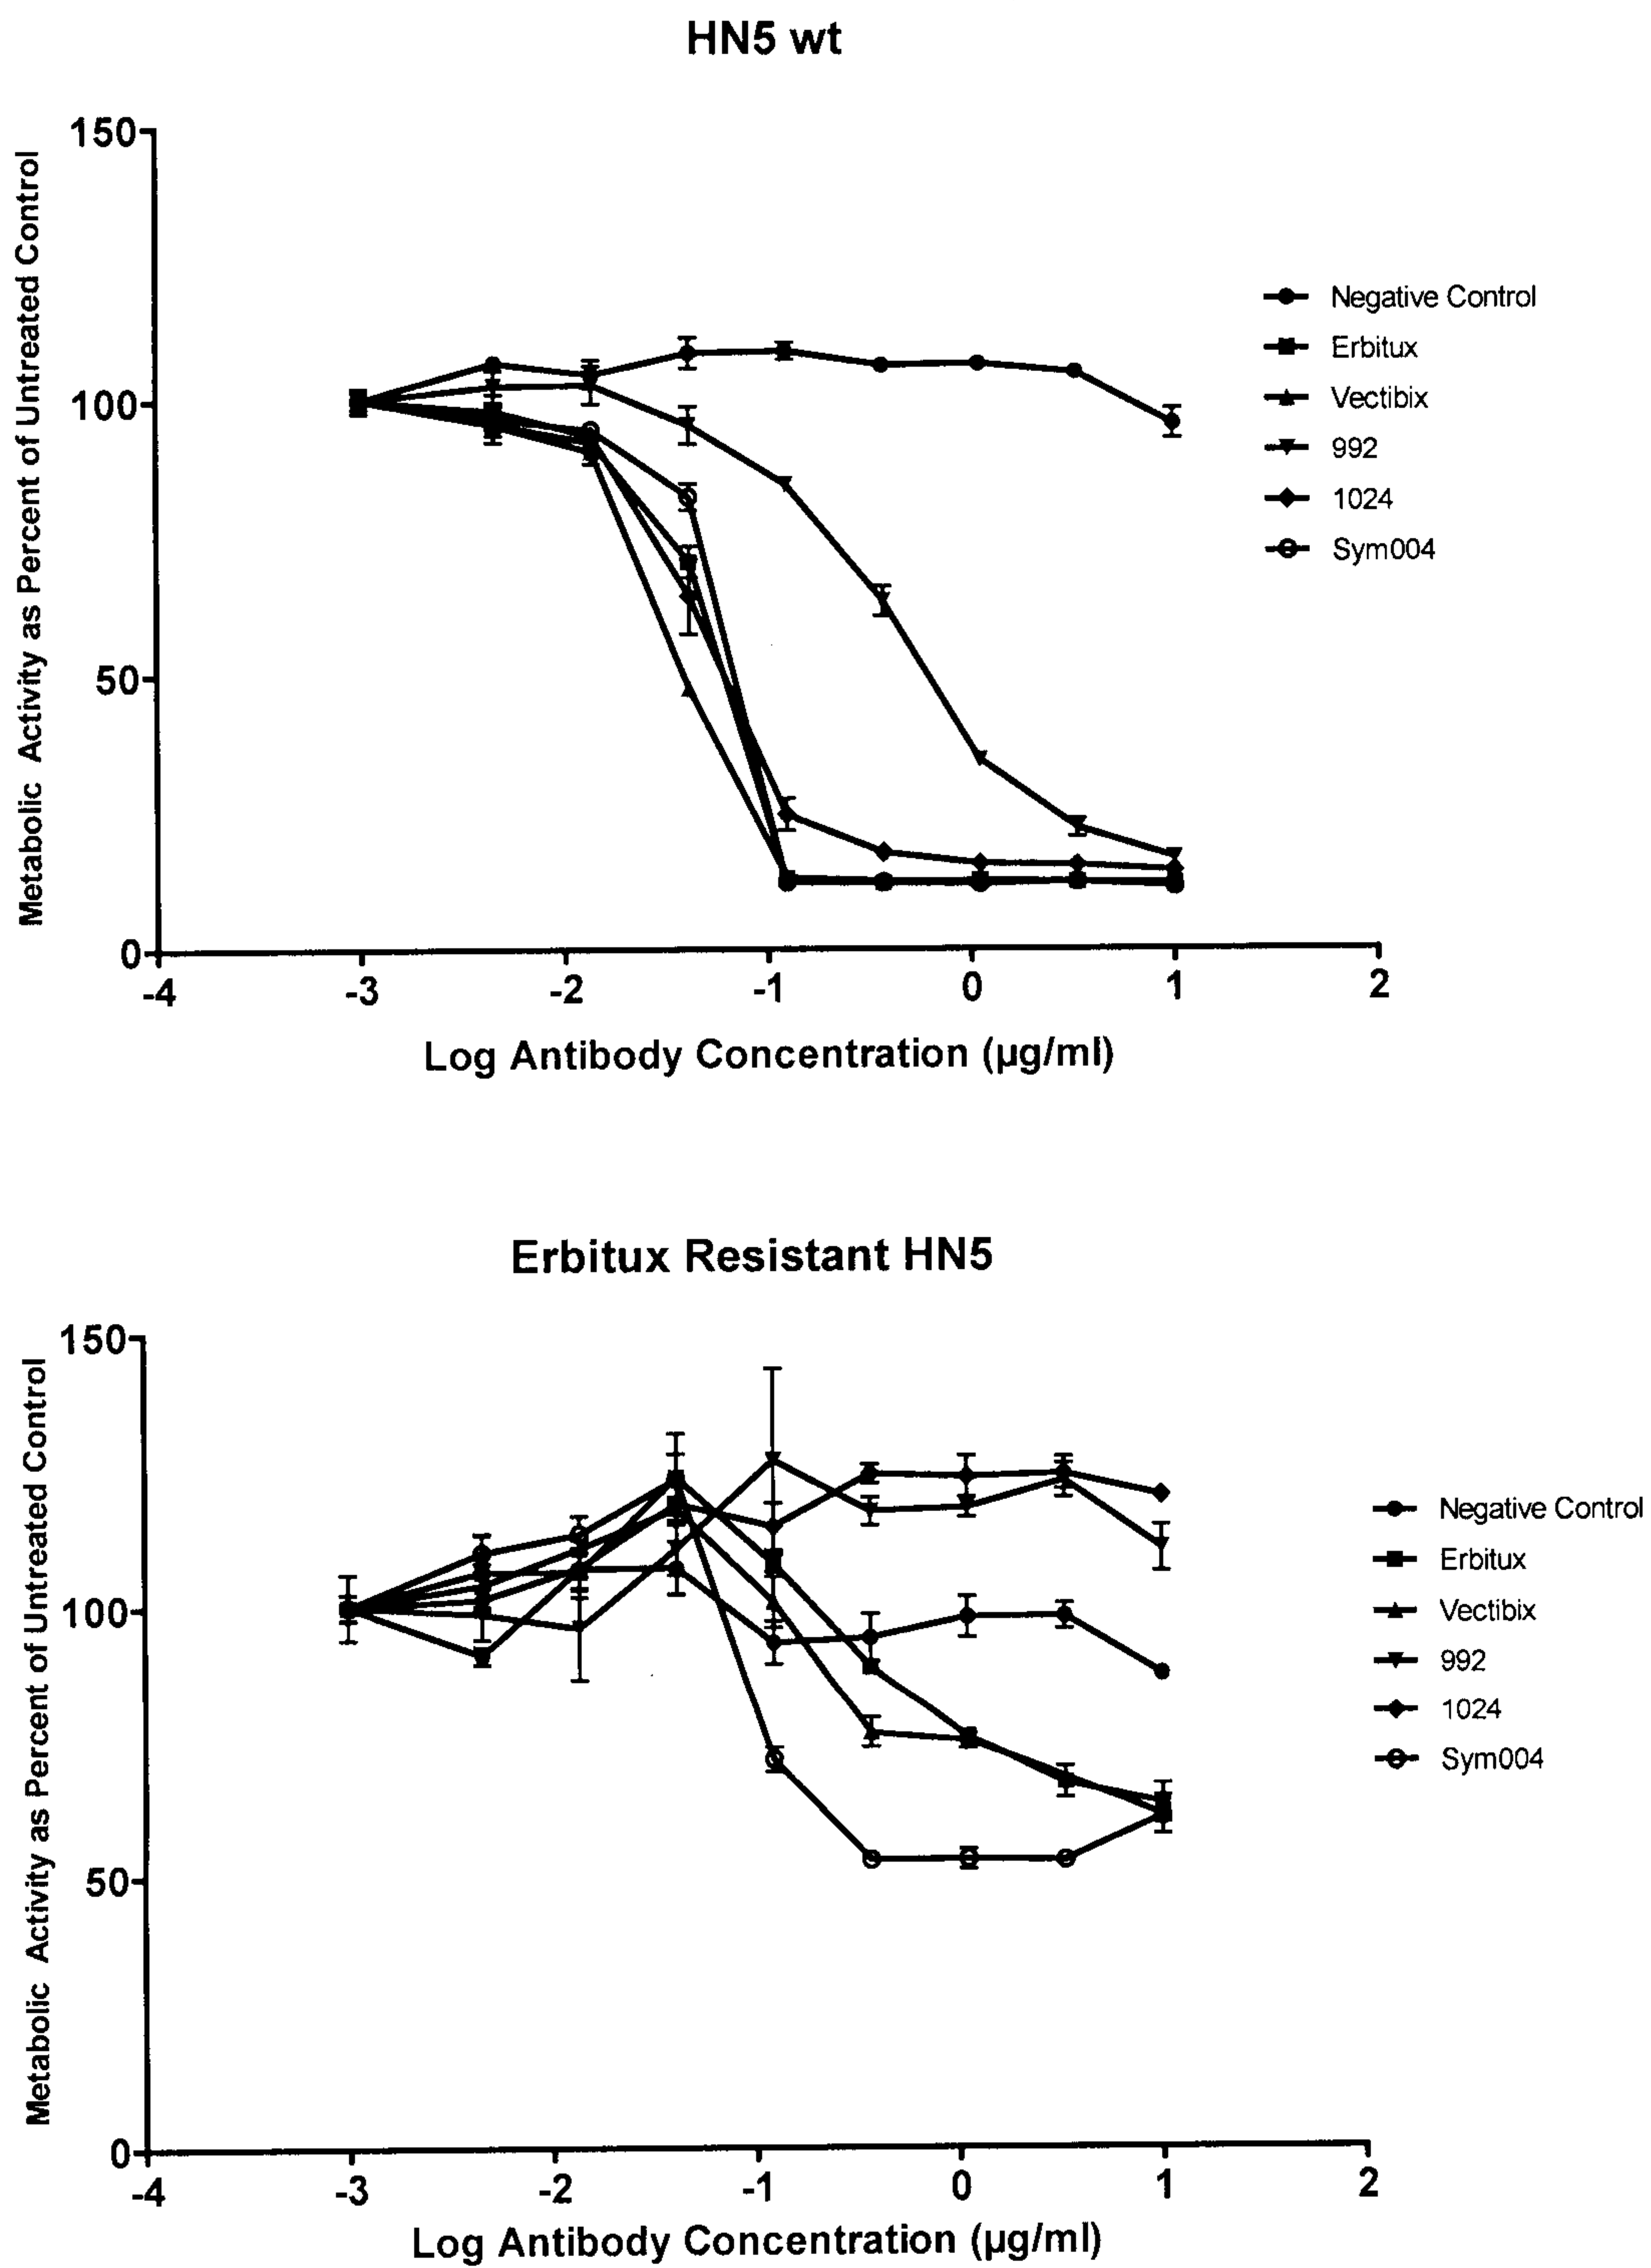 HN5 wt
150
100
50
0
-4
-3
-2
-1
0
1
2
Metabolic Activity as Percent of Untreated Control
Log Antibody Concentration (µg/ml)
Negative Control
Erbitux
Vectibix
992
1024
Sym004
Erbitux Resistant HN5
150
100
50
0
-4
-3
-2
-1
0
1
2
Metabolic Activity as Percent of Untreated Control
Log Antibody Concentration (µg/ml)
Negative Control
Erbitux
Vectibix
992
1024
Sym004